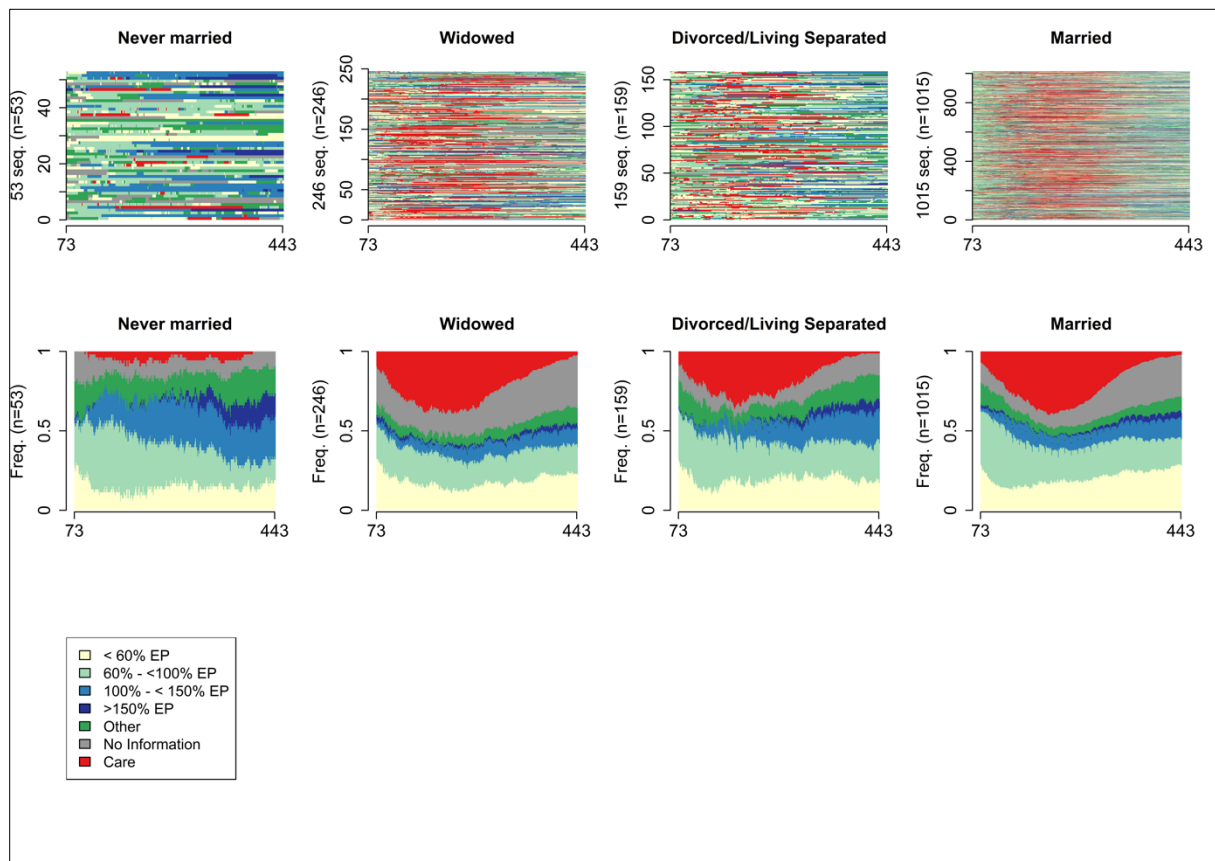 Never married
Widowed
Divorced/Living Separated
Married
53 seq. (n=53)
0
20
40
73
443
246 seq. (n=246)
0
50
150
250
73
443
159 seq. (n=159)
0
50
100
150
73
443
1015 seq. (n=1015)
0
400
800
73
443
Never married
Widowed
Divorced/Living Separated
Married
Freq. (n=53)
0
0.5
1
73
443
Freq. (n=246)
0
0.5
1
73
443
Freq. (n=159)
0
0.5
1
73
443
Freq. (n=1015)
0
0.5
1
73
443
< 60% EP
60% - <100% EP
100% - < 150% EP
>150% EP
Other
No Information
Care